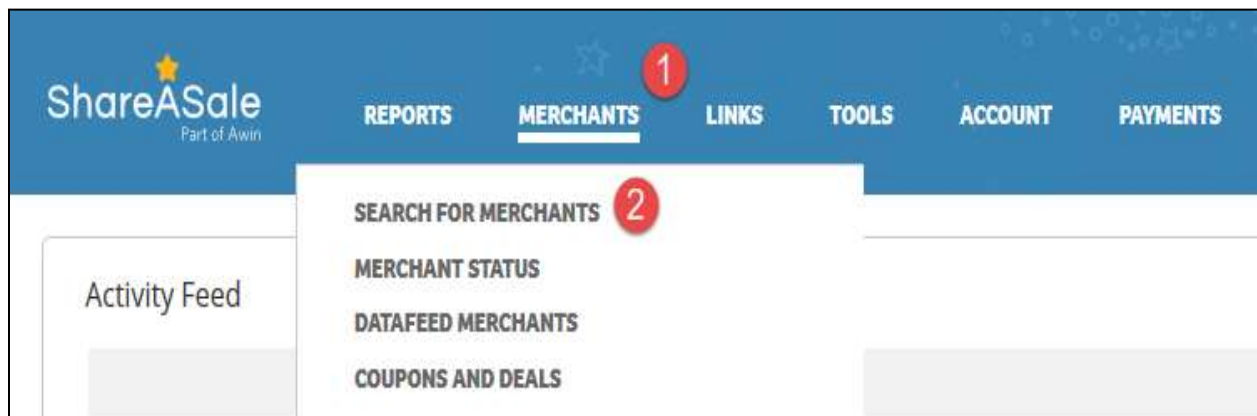 ShareASale
Part of Awin
REPORTS MERCHANTS 1 LINKS TOOLS ACCOUNT PAYMENTS
SEARCH FOR MERCHANTS 2
MERCHANT STATUS
Activity Feed
DATAFEED MERCHANTS
COUPONS AND DEALS